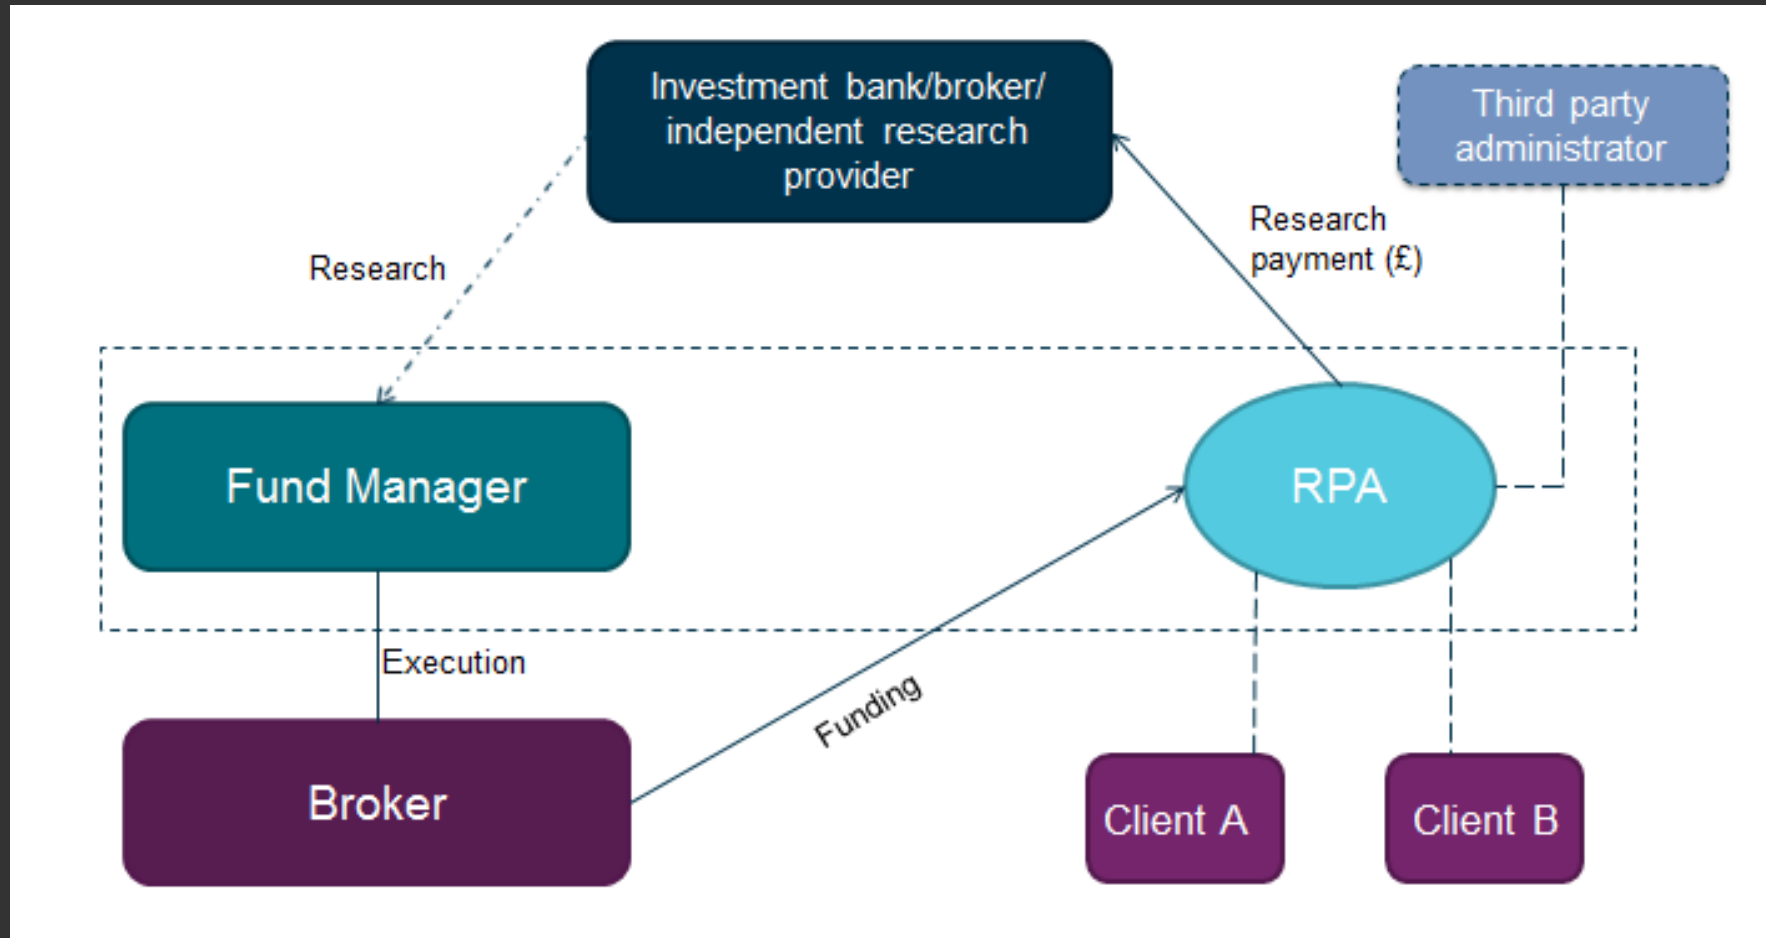 Investment bank/broker/
independent research
provider
Third party
administrator
Research
payment (£)
Research
Fund Manager
RPA
Execution
Funding
Broker
Client A
Client B